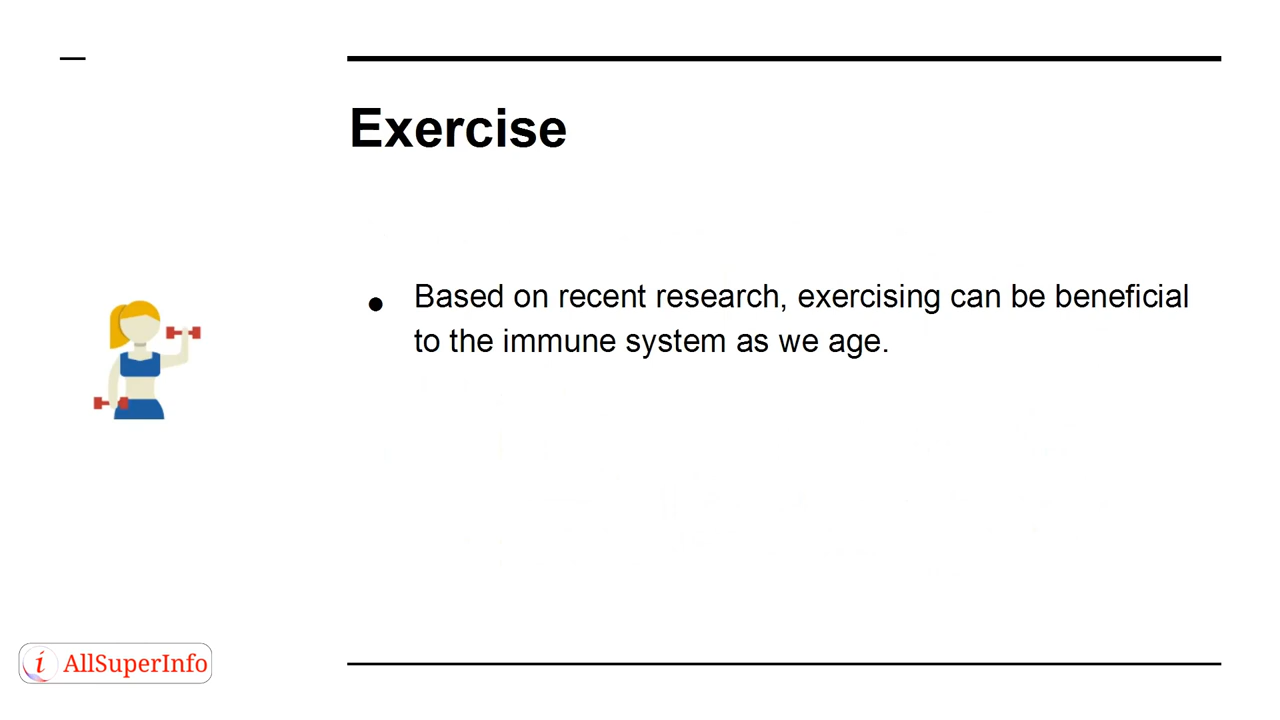 Exercise
● Based on recent research, exercising can be beneficial
to the immune system as we age.
i AllSuperInfo